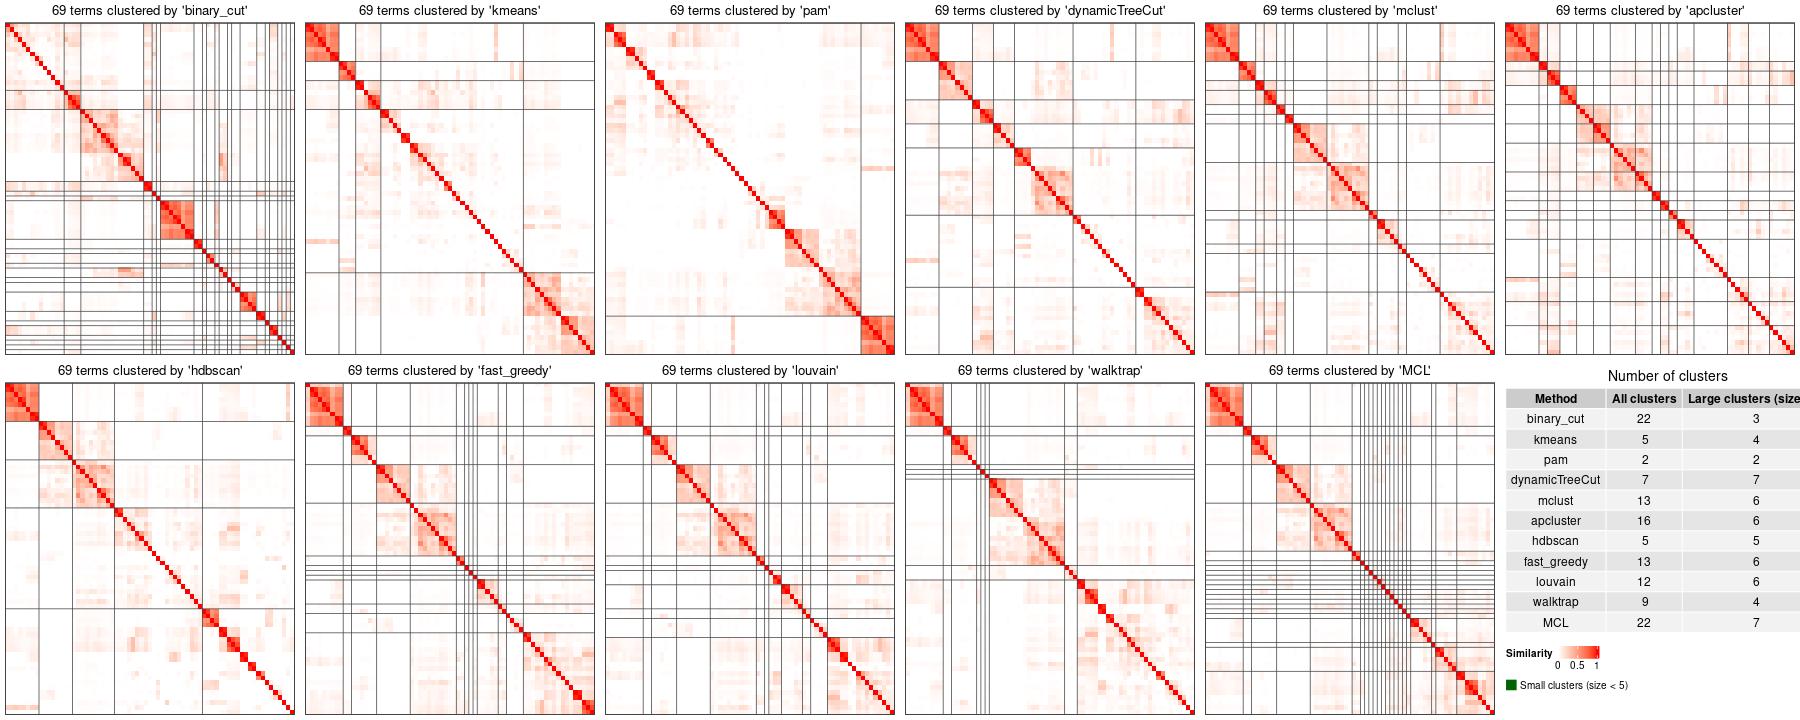 69 terms clustered by 'binary_cut'
69 terms clustered by 'kmeans'
69 terms clustered by 'pam'
69 terms clustered by 'dynamicTreeCut'
69 terms clustered by 'mclust'
69 terms clustered by 'apcluster'
69 terms clustered by 'hdbscan'
69 terms clustered by 'fast_greedy'
69 terms clustered by 'louvain'
69 terms clustered by 'walktrap'
69 terms clustered by 'MCL'
Number of clusters
Method All clusters Large clusters (size
binary_cut 22 3
kmeans 5 4
pam 2 2
dynamicTreeCut 7 7
mclust 13 6
apcluster 16 6
hdbscan 5 5
fast_greedy 13 6
louvain 12 6
walktrap 9 4
MCL 22 7
Similarity
0 0.5 1
Small clusters (size < 5)